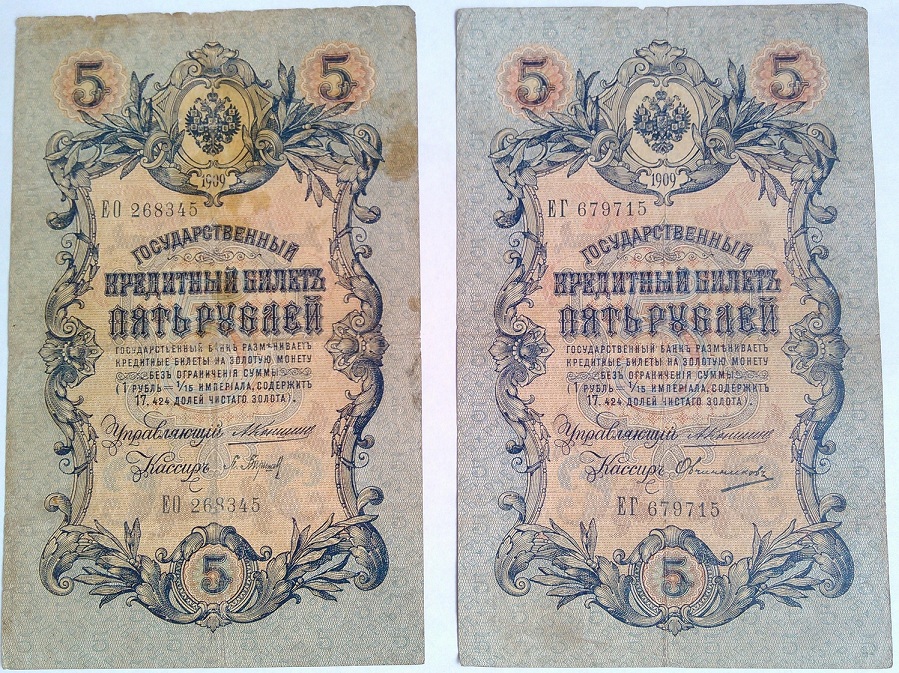 5 5
1909
ЕО 268345
ГОСУДАРСТВЕННЫЙ
КРЕДИТНЫЙ БИЛЕТЪ
ПЯТЬ РУБЛЕЙ
ГОСУДАРСТВЕННЫЙ БАНКЪ РАЗМѢНИВАЕТЪ
КРЕДИТНЫЕ БИЛЕТЫ НА ЗОЛОТУЮ МОНЕТУ
БЕЗЪ ОГРАНИЧЕНІЯ СУММЫ
(1 РУБЛЬ = 1/15 ИМПЕРІАЛА, СОДЕРЖИТЪ
17,424 ДОЛЕЙ ЧИСТАГО ЗОЛОТА).
Управляющій АКоншинъ
Кассиръ
ЕО 268345
5
5 5
1909
ЕГ 679715
ГОСУДАРСТВЕННЫЙ
КРЕДИТНЫЙ БИЛЕТЪ
ПЯТЬ РУБЛЕЙ
ГОСУДАРСТВЕННЫЙ БАНКЪ РАЗМѢНИВАЕТЪ
КРЕДИТНЫЕ БИЛЕТЫ НА ЗОЛОТУЮ МОНЕТУ
БЕЗЪ ОГРАНИЧЕНІЯ СУММЫ
(1 РУБЛЬ = 1/15 ИМПЕРІАЛА, СОДЕРЖИТЪ
17,424 ДОЛЕЙ ЧИСТАГО ЗОЛОТА).
Управляющій АКоншинъ
Кассиръ Овчинниковъ
ЕГ 679715
5